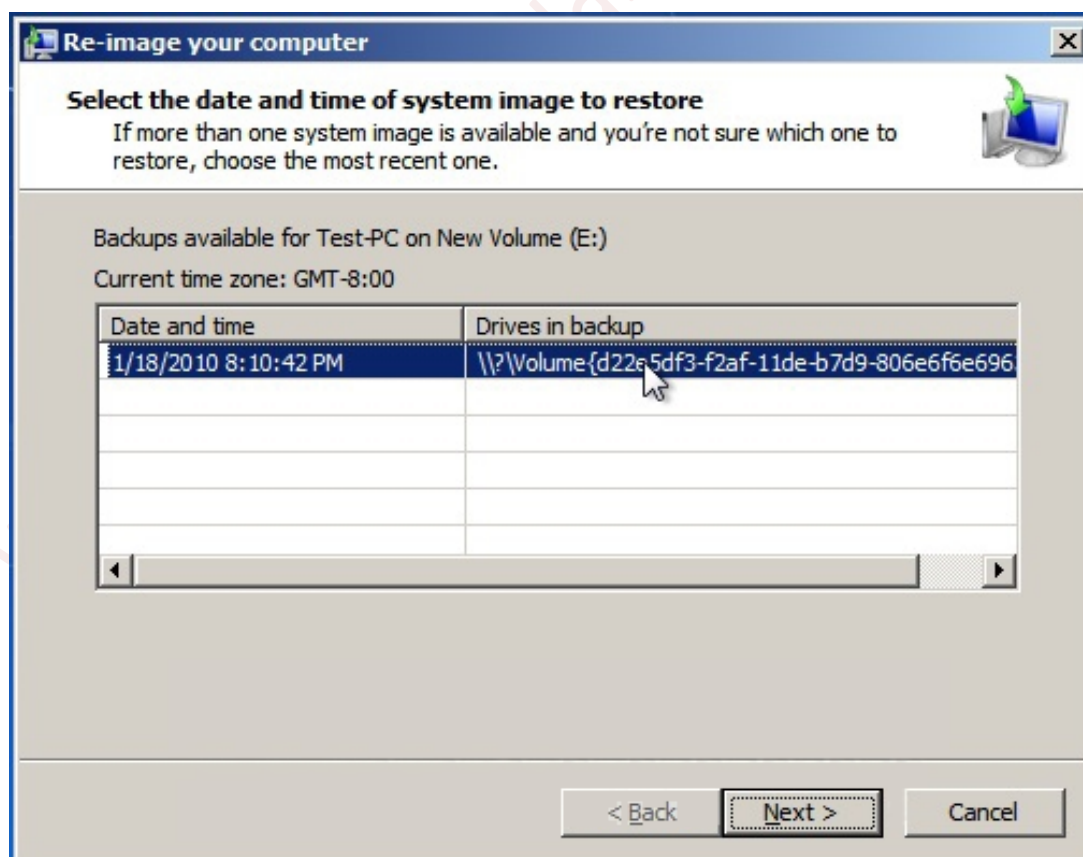 Re-image your computer
Select the date and time of system image to restore
If more than one system image is available and you're not sure which one to
restore, choose the most recent one.
Backups available for Test-PC on New Volume (E:)
Current time zone: GMT-8:00
Date and time Drives in backup
1/18/2010 8:10:42 PM \\?\Volume{d22e5df3-f2af-11de-b7d9-806e6f6e696
< Back Next > Cancel